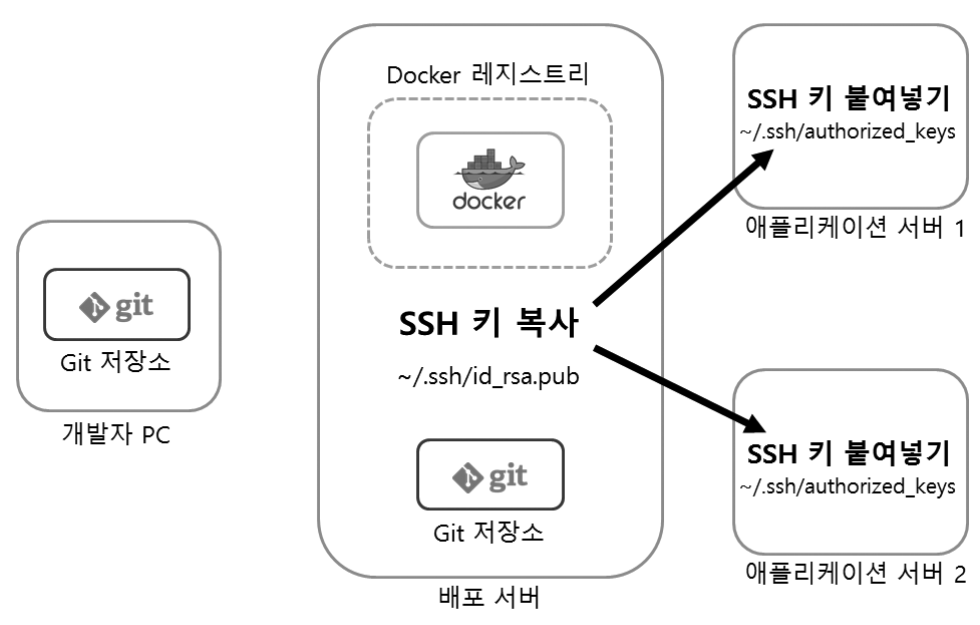 git
Git 저장소
개발자 PC
Docker 레지스트리
docker
SSH 키 복사
~/.ssh/id_rsa.pub
git
Git 저장소
배포 서버
SSH 키 붙여넣기
~/.ssh/authorized_keys
애플리케이션 서버 1
SSH 키 붙여넣기
~/.ssh/authorized_keys
애플리케이션 서버 2